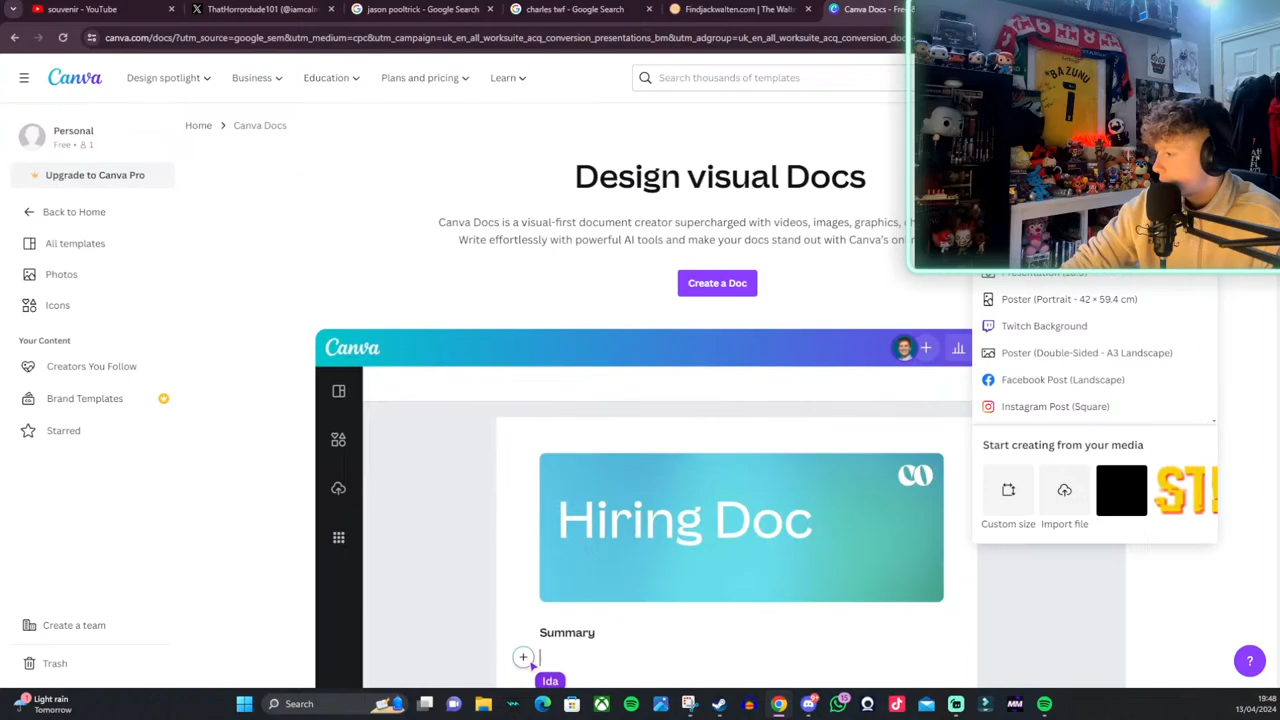 souvenir - YouTube
ThatHorrordude101 (@iamcalm
jason pooltrick - Google Search
charles twf - Google Search
Findjackwalten.com | The Walte
Canva Docs - F
canva.com/docs/?utm_source=google_sem&utm_medium=cpc&utm_campaign=uk_en_all_worksuite_acq_conversion_presentations_bm&utm_adgroup=uk_en_all_worksuite_acq_conversion_doc
Canva
Design spotlight
Business
Education
Plans and pricing
Learn
Search thousands of templates
BAZUNU
1
Personal
Free • 1
Home
Canva Docs
Upgrade to Canva Pro
Design visual Docs
Back to Home
Canva Docs is a visual-first document creator supercharged with videos, images, graphics,
Write effortlessly with powerful AI tools and make your docs stand out with Canva's
All templates
Photos
Create a Doc
Icons
Poster (Portrait - 42 × 59.4 cm)
Twitch Background
Your Content
Canva
Poster (Double-Sided - A3 Landscape)
Creators You Follow
Facebook Post (Landscape)
Brand Templates
Instagram Post (Square)
Starred
Start creating from your media
Hiring Doc
Custom size
Import file
Create a team
Summary
Trash
Ida
?
Light rain
Tomorrow
Search
15
19:48
13/04/2024